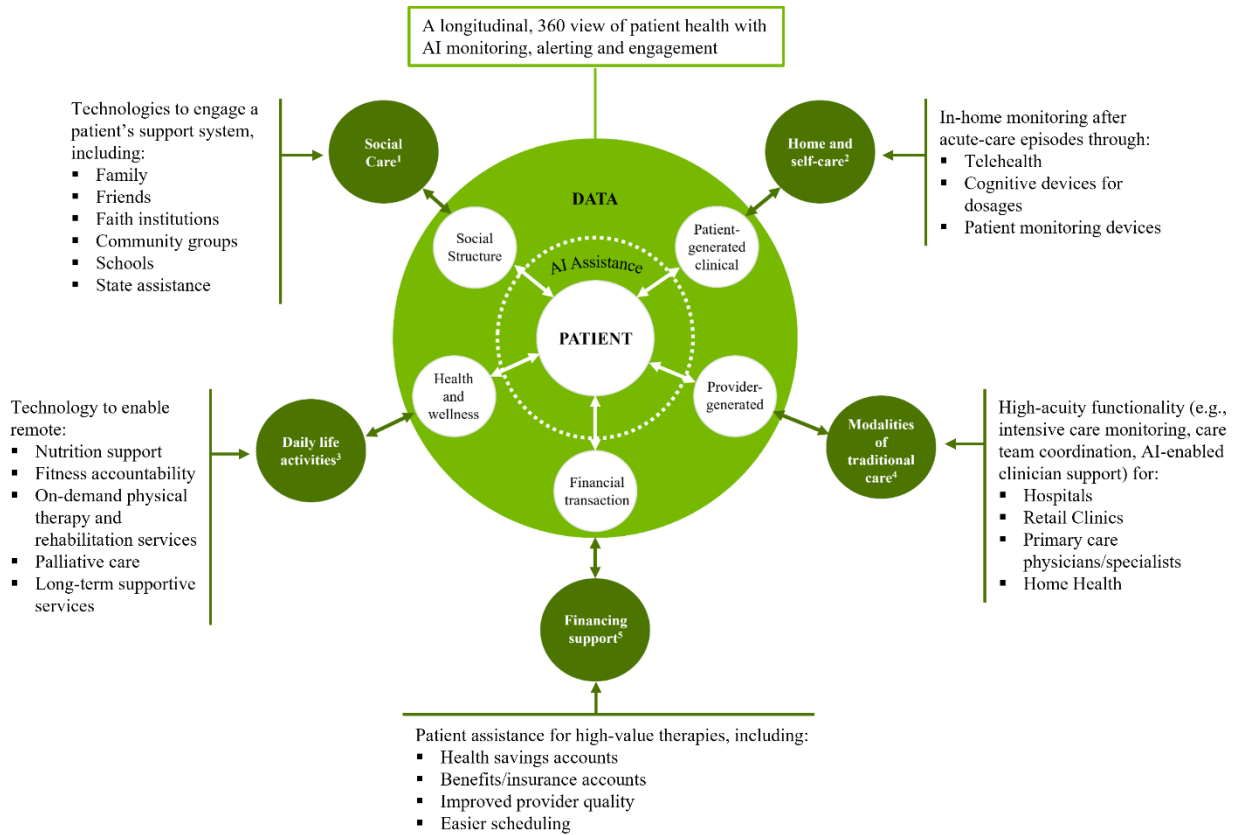 A longitudinal, 360 view of patient health with
AI monitoring, alerting and engagement
Technologies to engage a
patient’s support system,
including:
▪ Family
▪ Friends
▪ Faith institutions
▪ Community groups
▪ Schools
▪ State assistance
Social
Care¹
Home and
self-care²
In-home monitoring after
acute-care episodes through:
▪ Telehealth
▪ Cognitive devices for
dosages
▪ Patient monitoring devices
DATA
Social
Structure
Patient-
generated
clinical
AI Assistance
PATIENT
Health
and
wellness
Provider-
generated
Financial
transaction
Technology to enable
remote:
▪ Nutrition support
▪ Fitness accountability
▪ On-demand physical
therapy and
rehabilitation services
▪ Palliative care
▪ Long-term supportive
services
Daily life
activities³
Modalities
of
traditional
care⁴
High-acuity functionality (e.g.,
intensive care monitoring, care
team coordination, AI-enabled
clinician support) for:
▪ Hospitals
▪ Retail Clinics
▪ Primary care
physicians/specialists
▪ Home Health
Financing
support⁵
Patient assistance for high-value therapies, including:
▪ Health savings accounts
▪ Benefits/insurance accounts
▪ Improved provider quality
▪ Easier scheduling